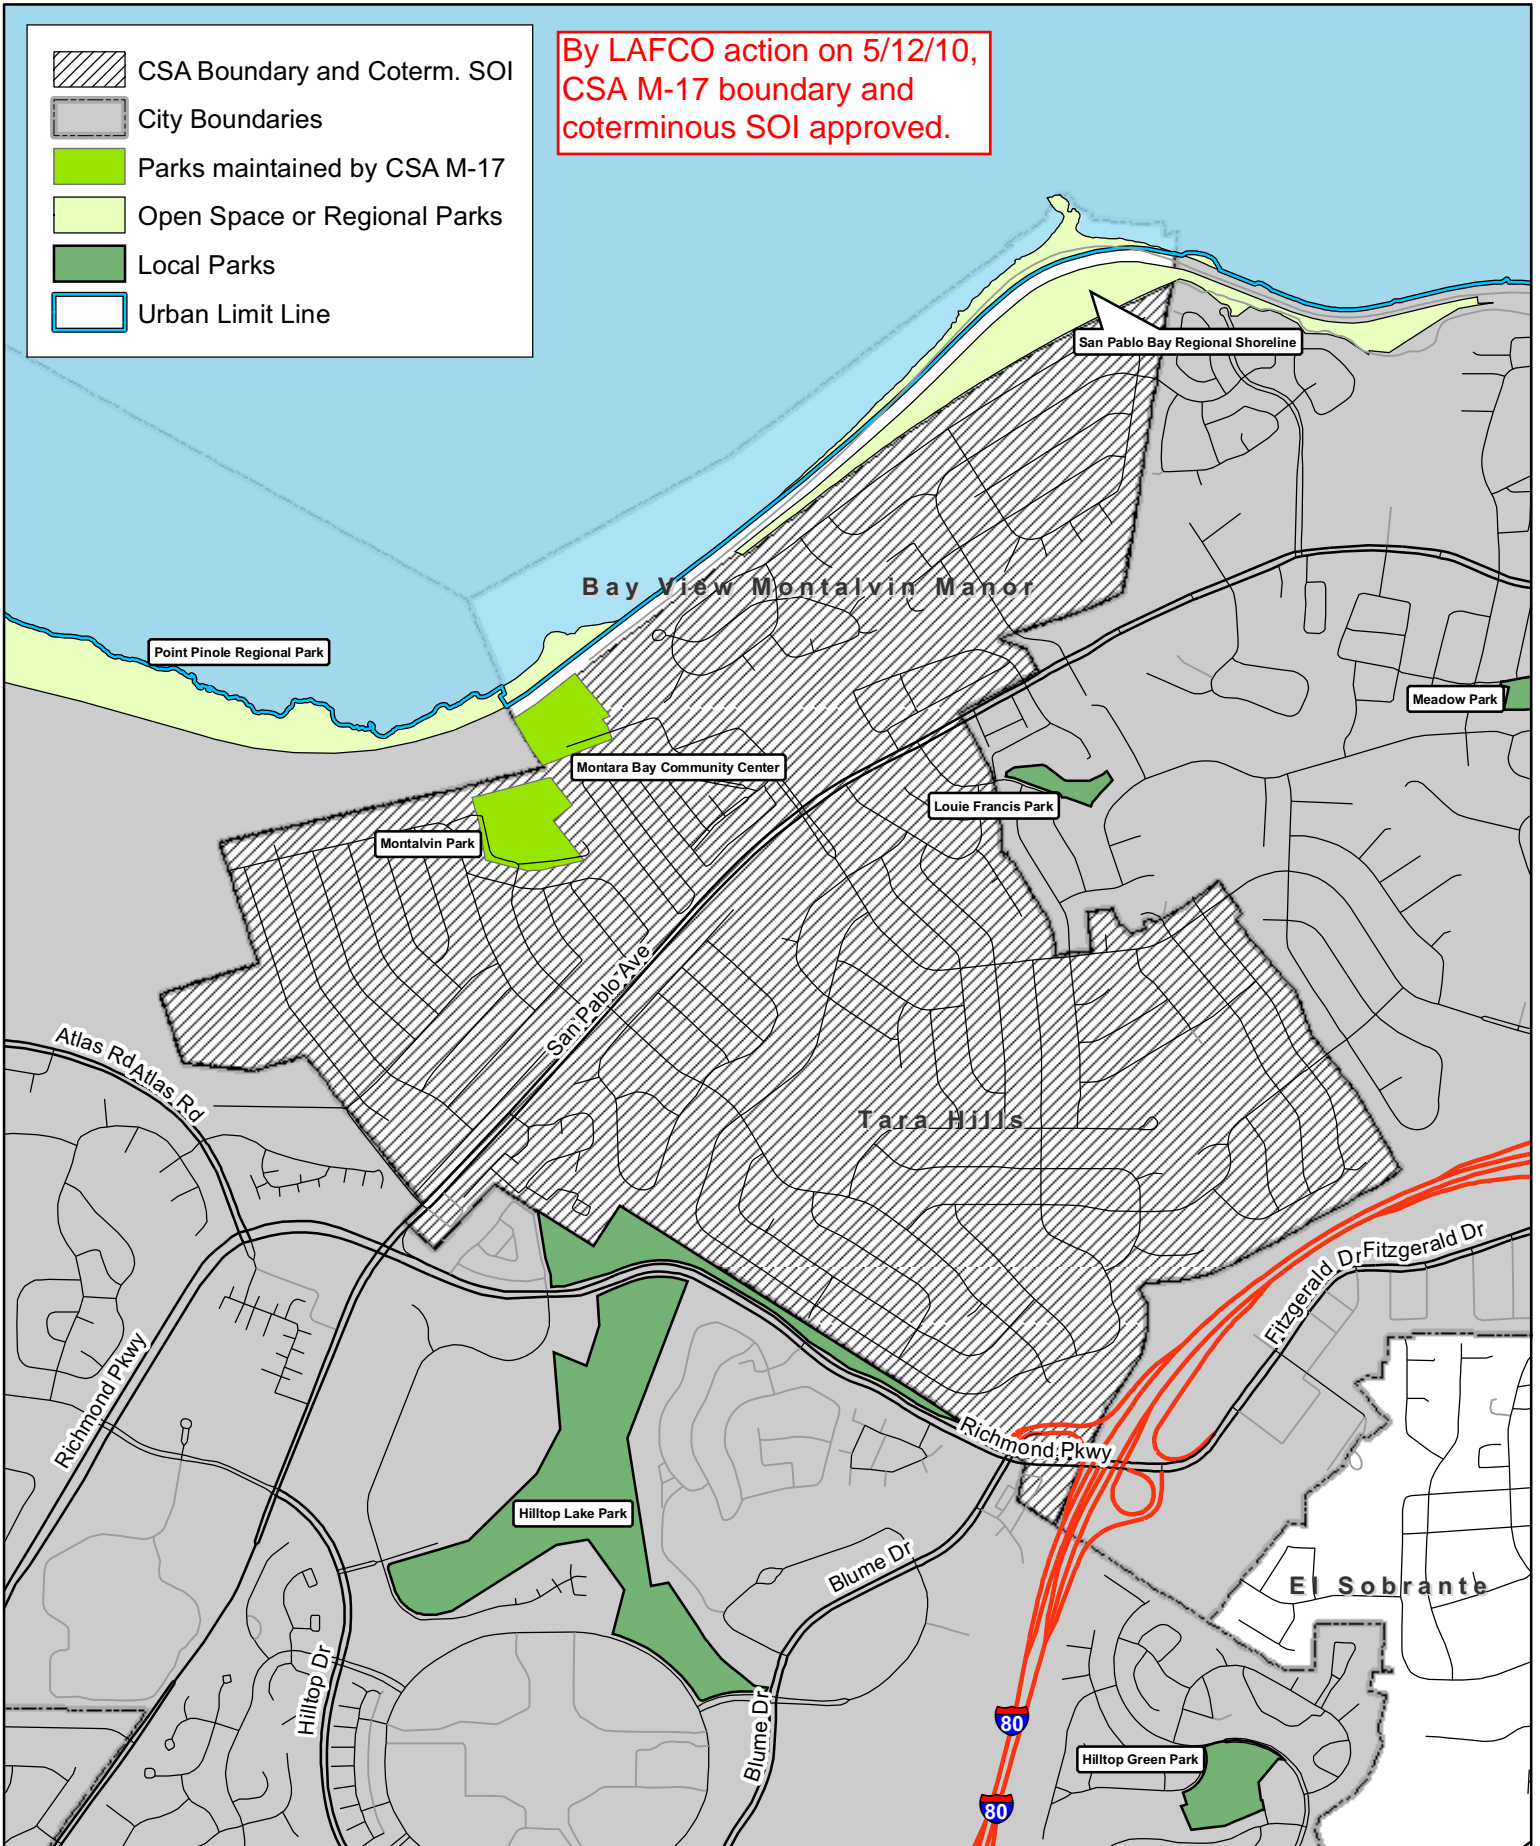 CSA Boundary and Coterm. SOI
City Boundaries
Parks maintained by CSA M-17
Open Space or Regional Parks
Local Parks
Urban Limit Line
By LAFCO action on 5/12/10,
CSA M-17 boundary and
coterminous SOI approved.
San Pablo Bay Regional Shoreline
Bay View Montalvin Manor
Point Pinole Regional Park
Meadow Park
Montara Bay Community Center
Louie Francis Park
Montalvin Park
San Pablo Ave
Atlas Rd
Atlas Rd
Tara Hills
Fitzgerald Dr
Fitzgerald Dr
Richmond Pkwy
Richmond Pkwy
Hilltop Lake Park
Blume Dr
El Sobrante
Hilltop Dr
Blume Dr
80
Hilltop Green Park
80